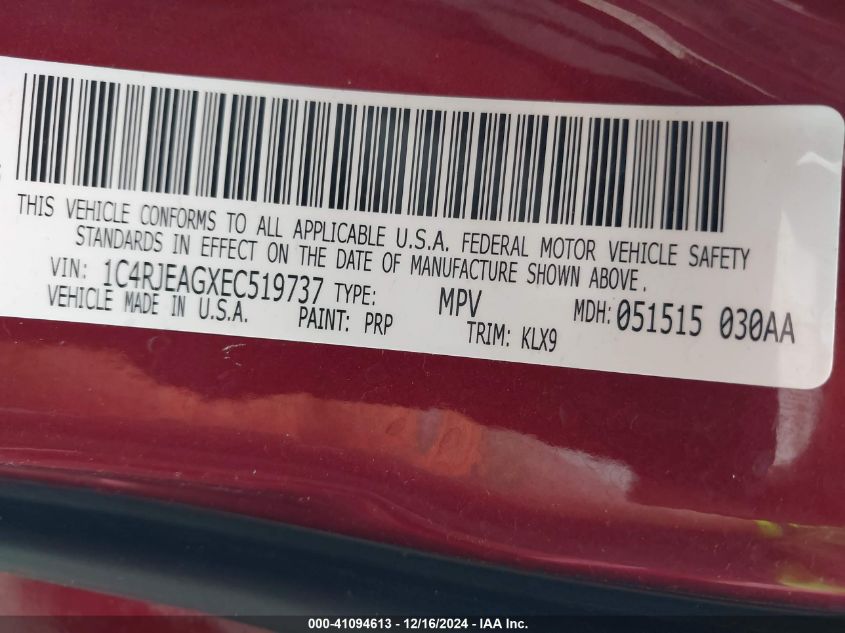 THIS VEHICLE CONFORMS TO ALL APPLICABLE U.S.A. FEDERAL MOTOR VEHICLE SAFETY
STANDARDS IN EFFECT ON THE DATE OF MANUFACTURE SHOWN ABOVE.
VIN: 1C4RJEAGXEC519737 TYPE: MPV MDH: 051515 030AA
VEHICLE MADE IN U.S.A. PAINT: PRP TRIM: KLX9
000-41094613 - 12/16/2024 - IAA Inc.